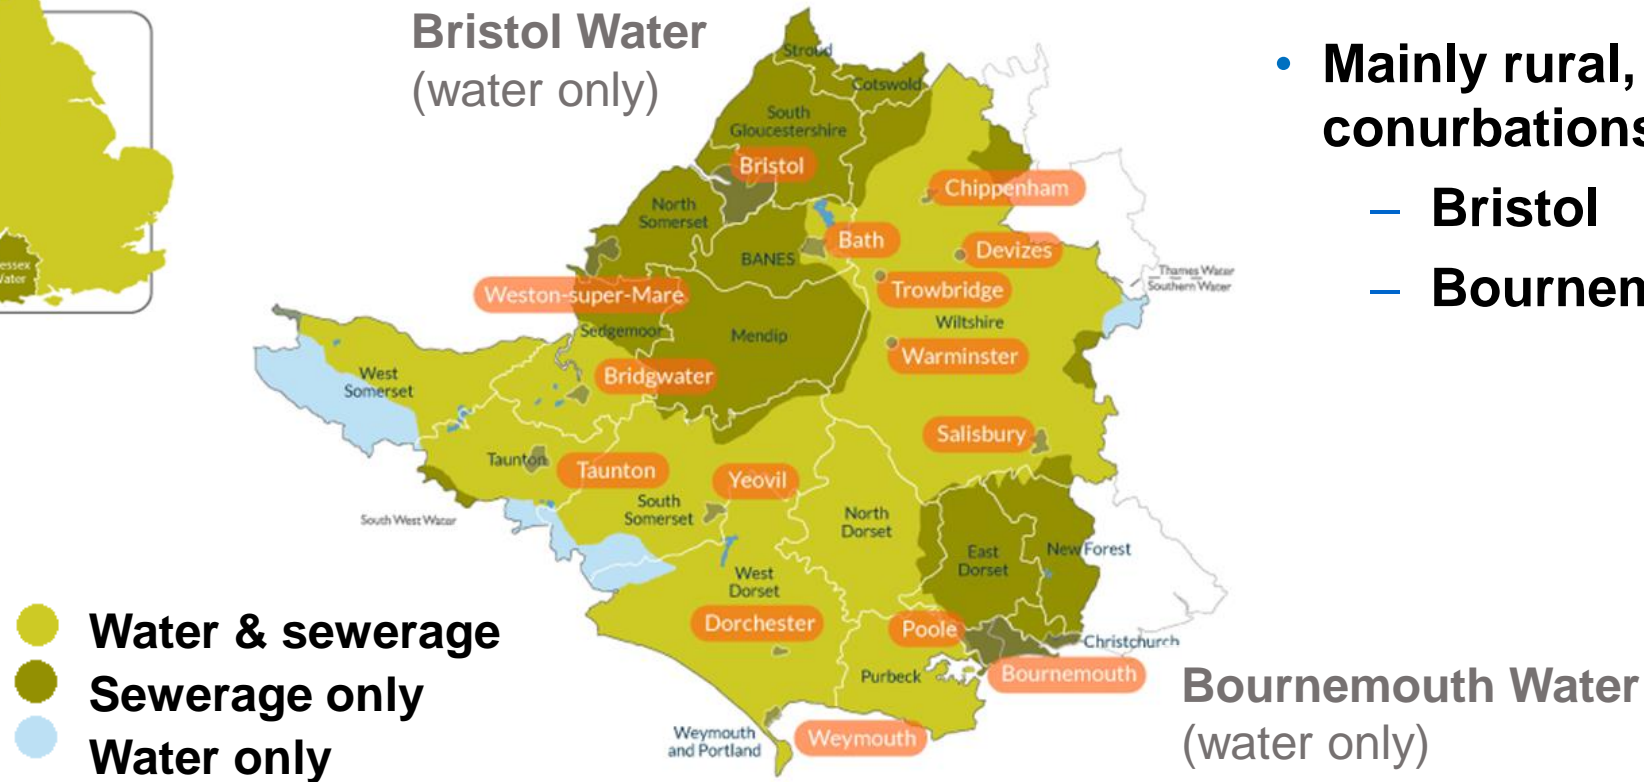 Bristol Water
(water only)
• Mainly rural,
conurbations
– Bristol
– Bournem
Stroud
Cotswold
South
Gloucestershire
Bristol
Chippenham
North
Somerset
Bath
Devizes
BANES
Thames Water
Southern Water
Weston-super-Mare
Trowbridge
Wiltshire
Sedgemoor
Mendip
Warminster
West
Somerset
Bridgwater
Salisbury
Taunton
Taunton
Yeovil
South
Somerset
South West Water
North
Dorset
East
Dorset
New Forest
West
Dorset
Dorchester
Poole
Christchurch
Purbeck
Bournemouth
Weymouth
and Portland
Weymouth
essex
Water
Water & sewerage
Sewerage only
Water only
Bournemouth Water
(water only)